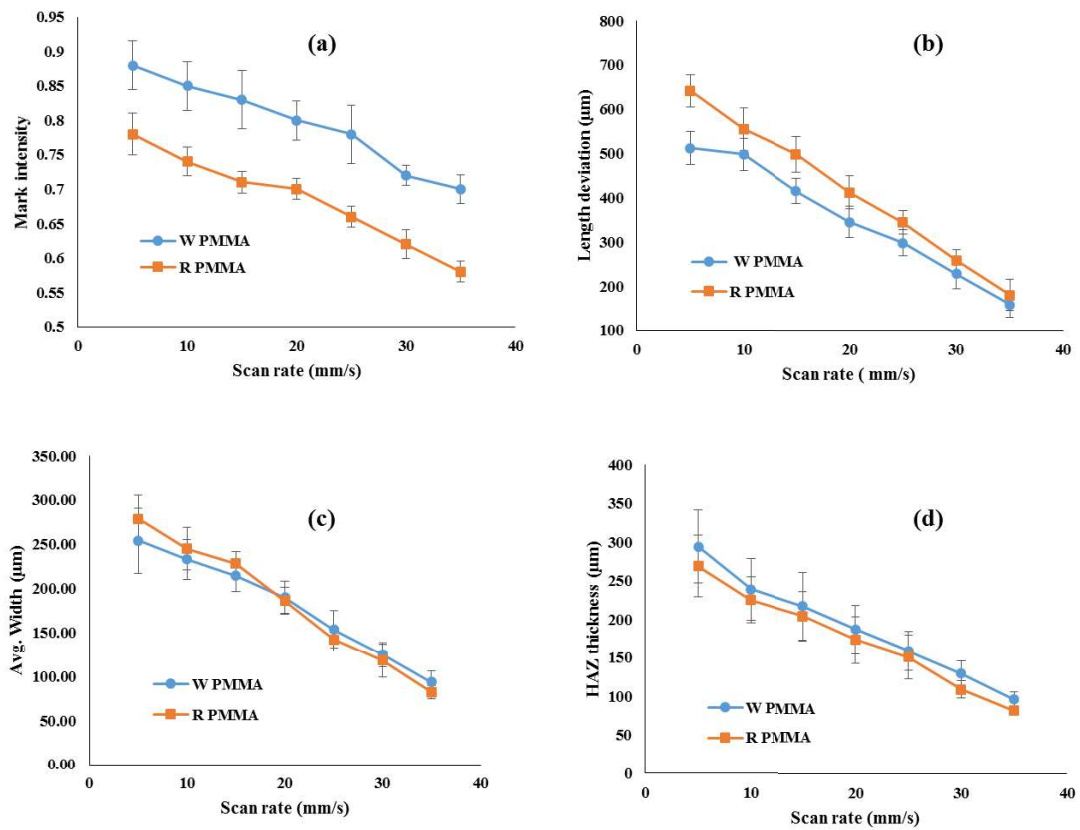 (a)
0.95
0.9
0.85
0.8
0.75
0.7
0.65
0.6
0.55
0.5
Mark intensity
W PMMA
R PMMA
0 10 20 30 40
Scan rate (mm/s)
(b)
800
700
600
500
400
300
200
100
Length deviation (µm)
W PMMA
R PMMA
0 10 20 30 40
Scan rate ( mm/s)
(c)
350.00
300.00
250.00
200.00
150.00
100.00
50.00
0.00
Avg. Width (µm)
W PMMA
R PMMA
0 10 20 30 40
Scan rate (mm/s)
(d)
400
350
300
250
200
150
100
50
0
HAZ thickness (µm)
W PMMA
R PMMA
0 10 20 30 40
Scan rate (mm/s)